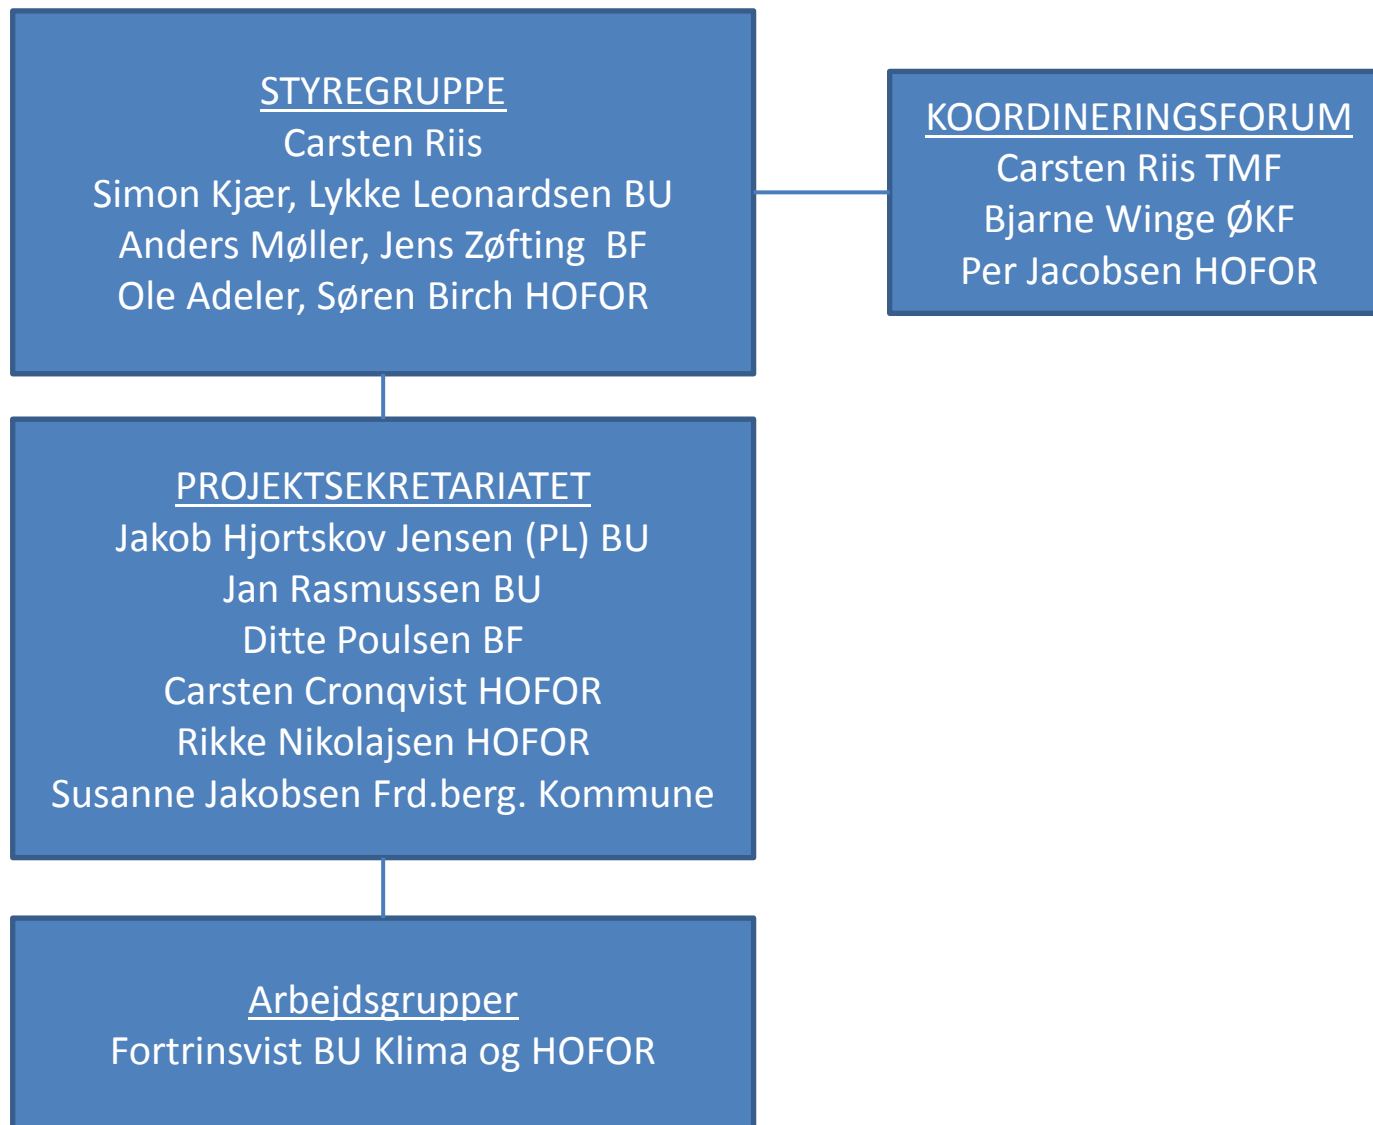 STYREGRUPPE
Carsten Riis
Simon Kjær, Lykke Leonardsen BU
Anders Møller, Jens Zøfting  BF
Ole Adeler, Søren Birch HOFOR
KOORDINERINGSFORUM
Carsten Riis TMF
Bjarne Winge ØKF
Per Jacobsen HOFOR
PROJEKTSEKRETARIATET
Jakob Hjortskov Jensen (PL) BU
Jan Rasmussen BU
Ditte Poulsen BF
Carsten Cronqvist HOFOR
Rikke Nikolajsen HOFOR
Susanne Jakobsen Frd.berg. Kommune
Arbejdsgrupper
Fortrinsvist BU Klima og HOFOR